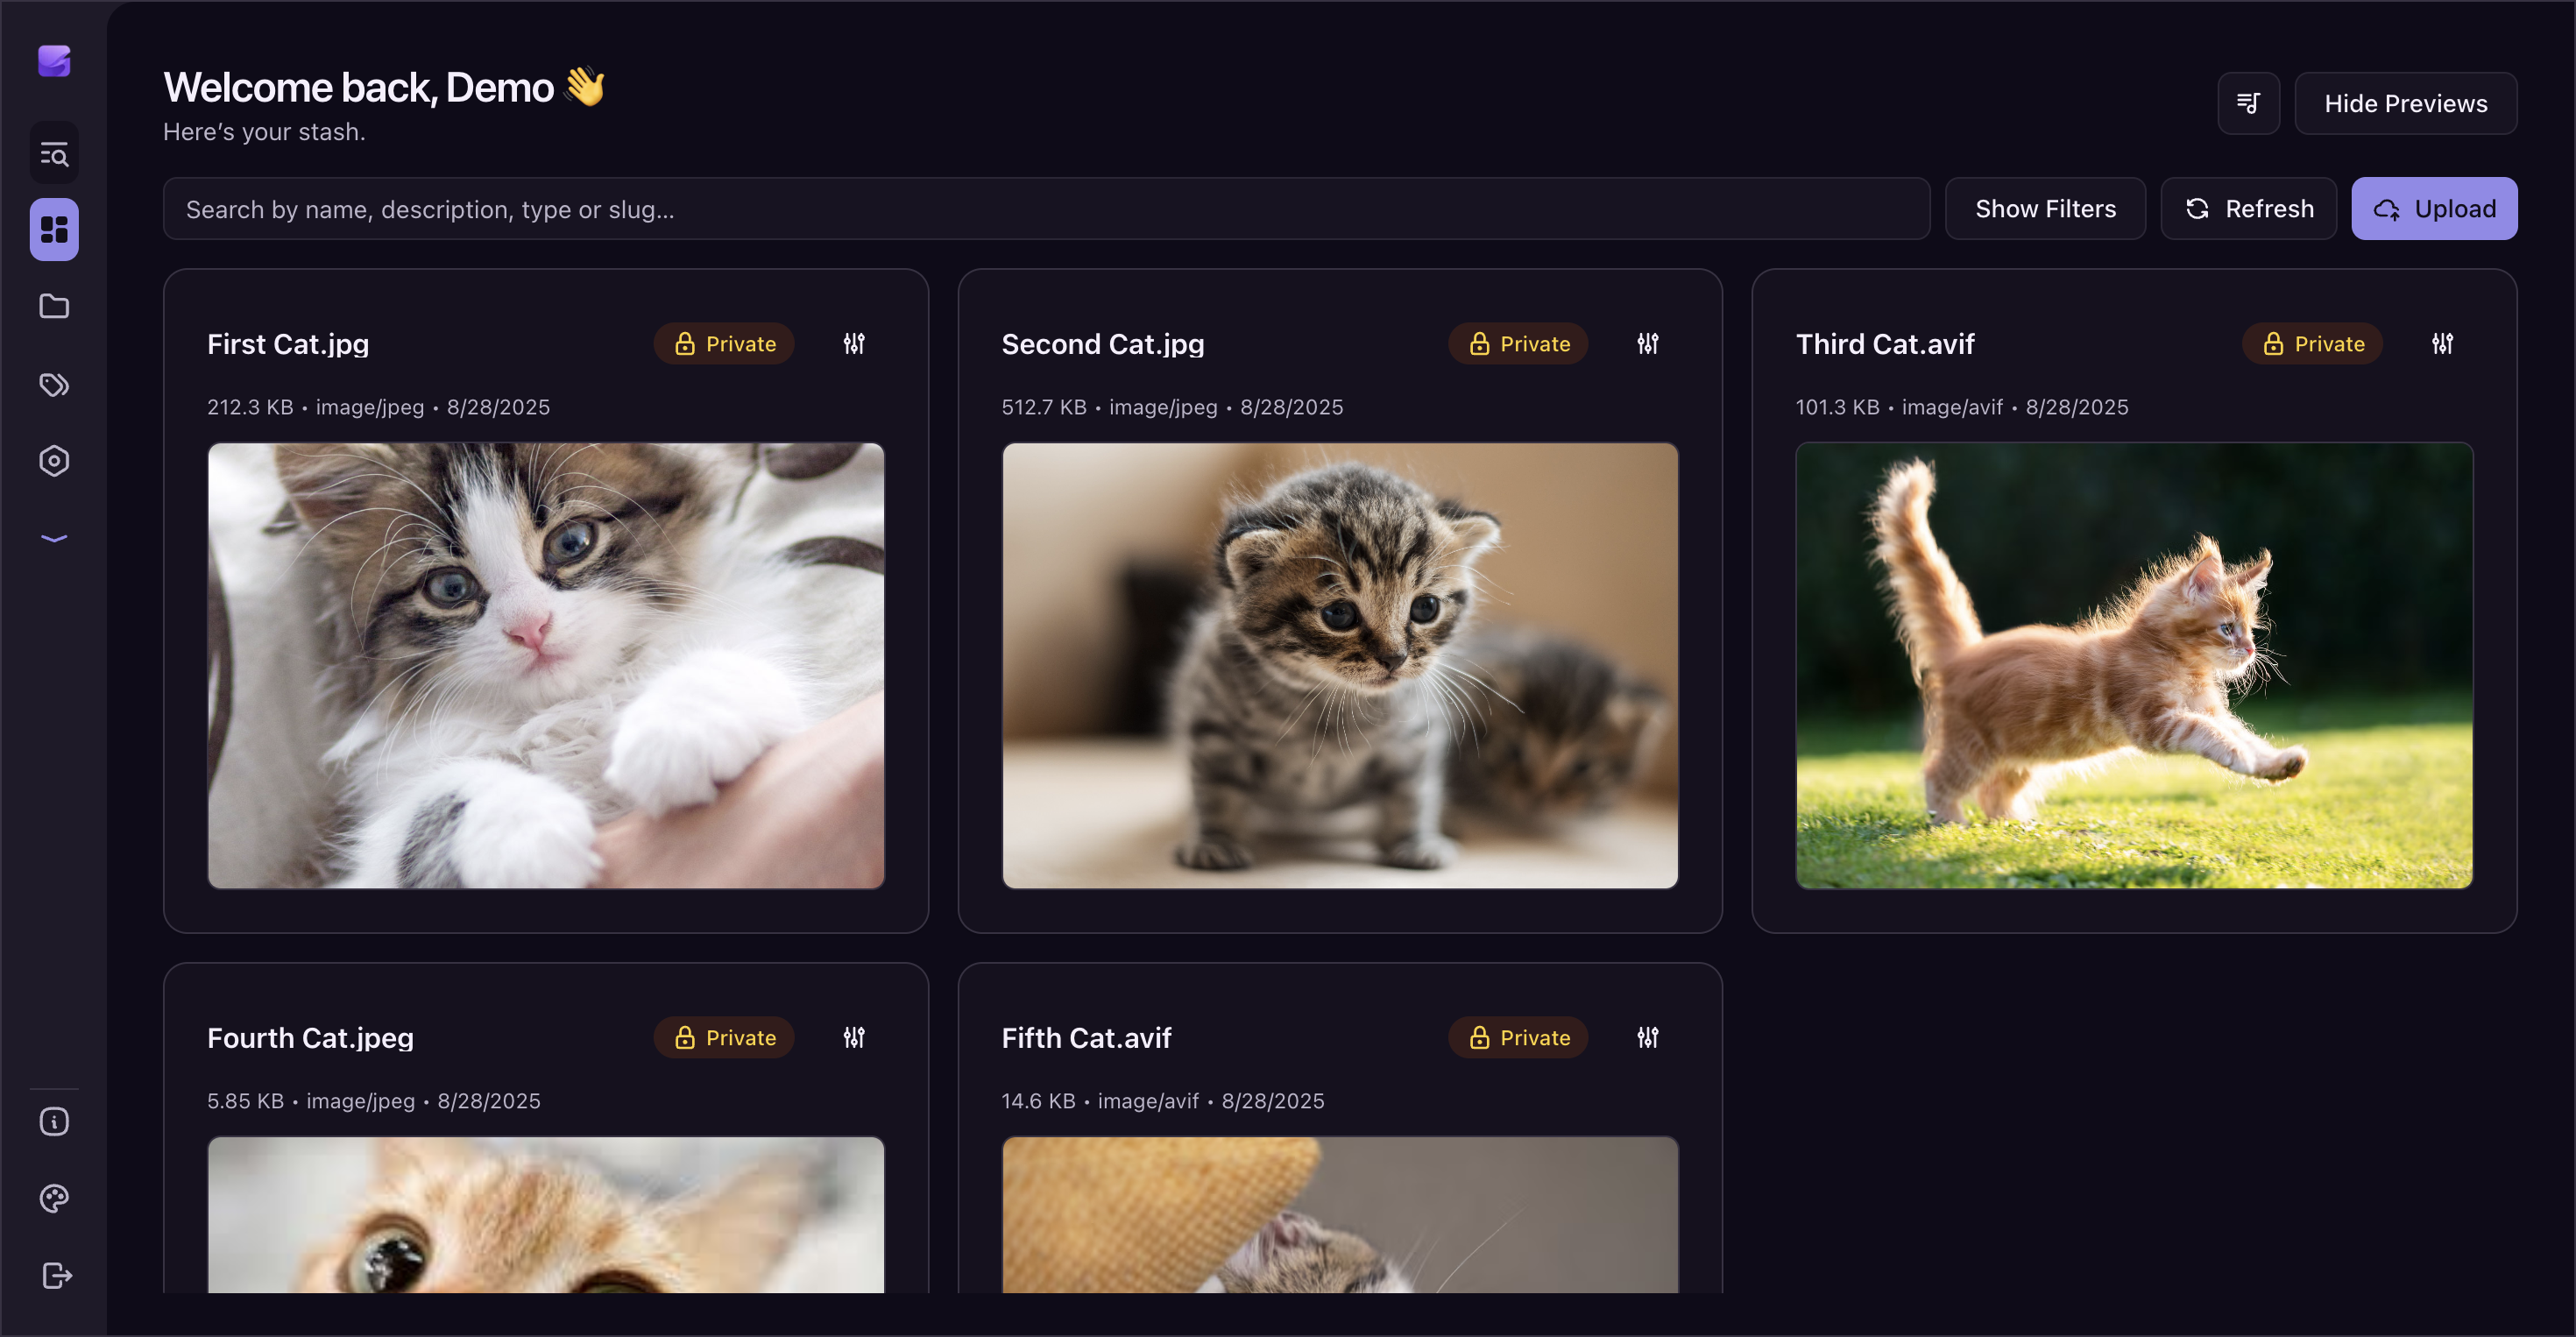 Welcome back, Demo 👋
Here’s your stash.
Hide Previews
Search by name, description, type or slug...
Show Filters
Refresh
Upload
First Cat.jpg
Private
212.3 KB • image/jpeg • 8/28/2025
Second Cat.jpg
Private
512.7 KB • image/jpeg • 8/28/2025
Third Cat.avif
Private
101.3 KB • image/avif • 8/28/2025
Fourth Cat.jpeg
Private
5.85 KB • image/jpeg • 8/28/2025
Fifth Cat.avif
Private
14.6 KB • image/avif • 8/28/2025